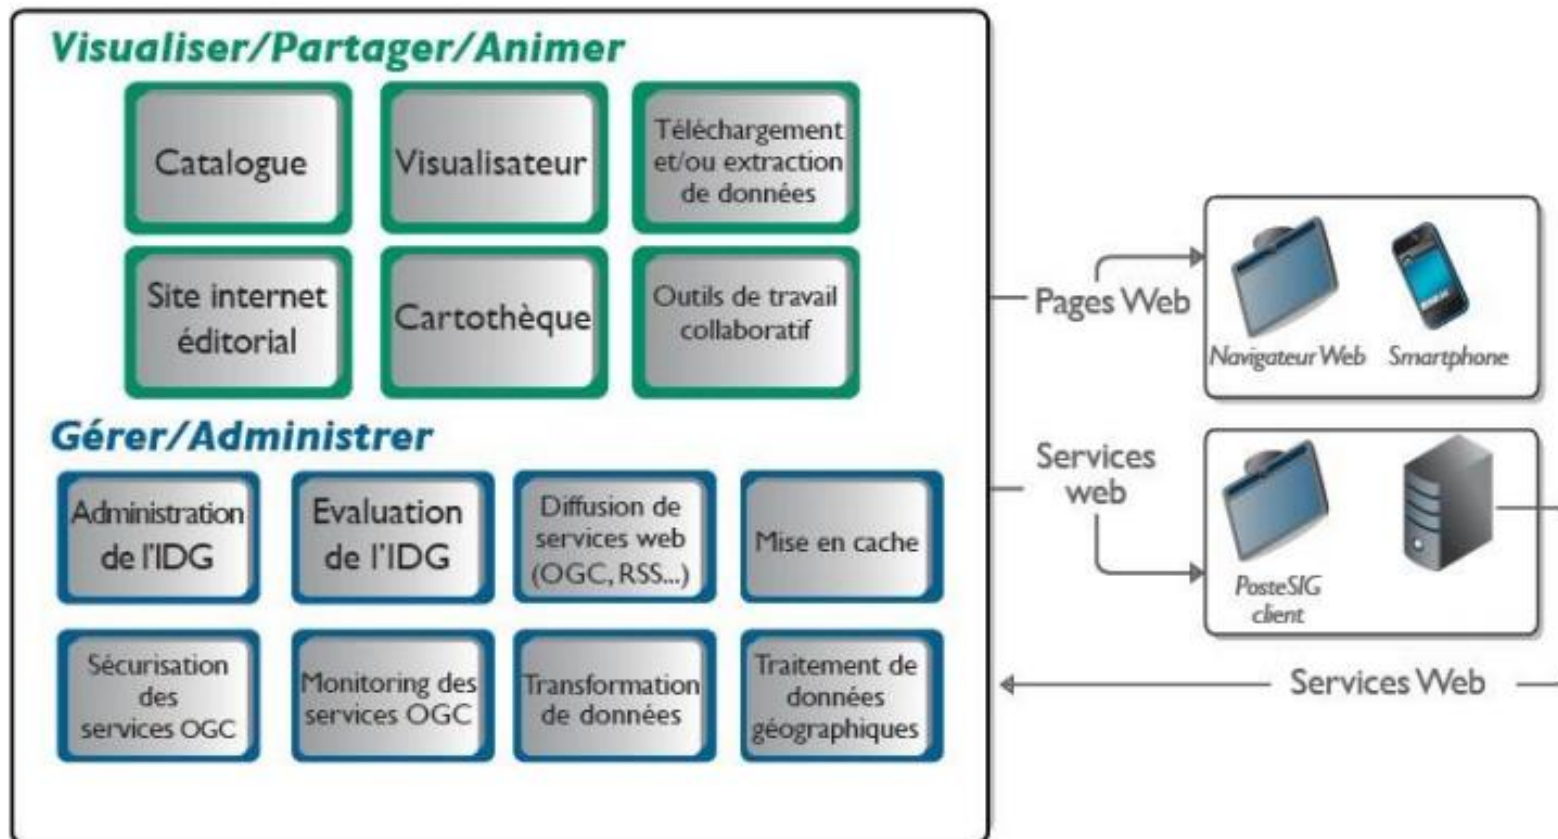 Visualiser/Partager/Animer
Catalogue
Visualisateur
Téléchargement
et/ou extraction
de données
Site internet
éditorial
Cartothèque
Outils de travail
collaboratif
Gérer/Administrer
Administration
de l'IDG
Evaluation
de l'IDG
Diffusion de
services web
(OGC, RSS...)
Mise en cache
Sécurisation
des
services OGC
Monitoring des
services OGC
Transformation
de données
Traitement de
données
géographiques
Pages Web
Navigateur Web
Smartphone
Services
web
PosteSIG
client
Services Web